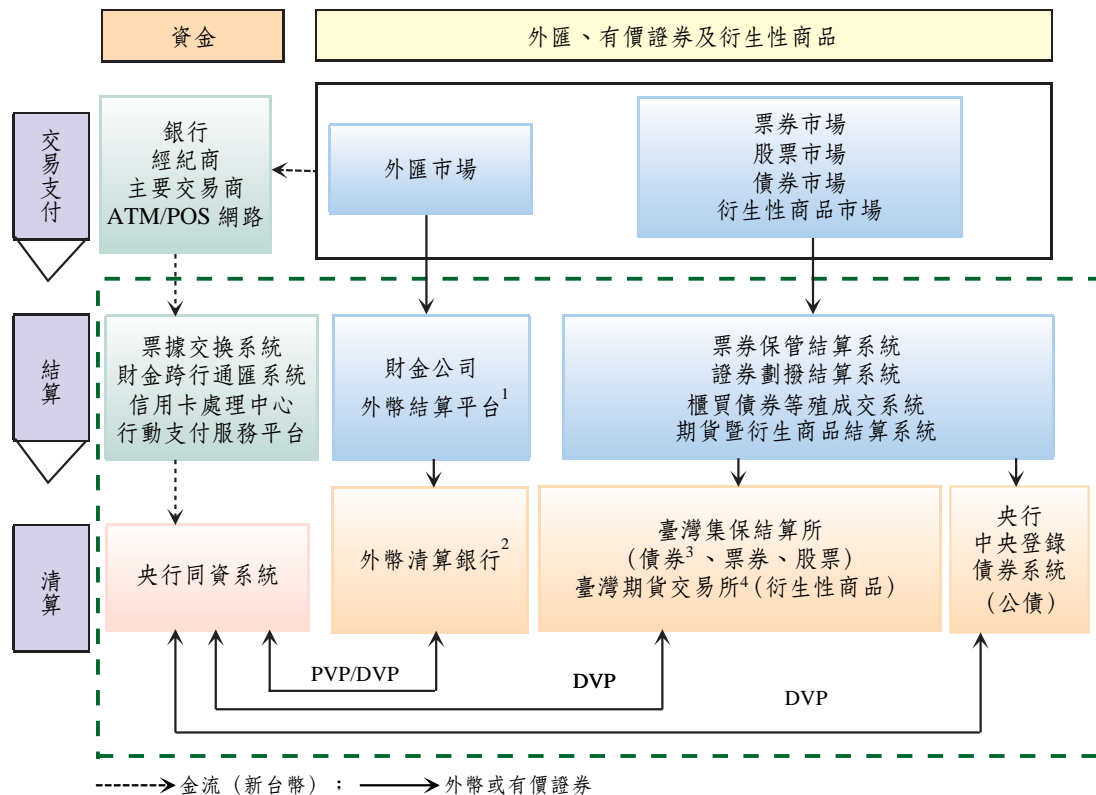 資金
外匯、有價證券及衍生性商品
交易支付
銀行
經紀商
主要交易商
ATM/POS 網路
外匯市場
票券市場
股票市場
債券市場
衍生性商品市場
結算
票據交換系統
財金跨行通匯系統
信用卡處理中心
行動支付服務平台
財金公司
外幣結算平台1
票券保管結算系統
證券劃撥結算系統
櫃買債券等殖成交系統
期貨暨衍生商品結算系統
清算
央行同資系統
外幣清算銀行2
臺灣集保結算所
(債券3、票券、股票)
臺灣期貨交易所4(衍生性商品)
央行
中央登錄
債券系統
(公債)
PVP/DVP
DVP
DVP
金流（新台幣）；
外幣或有價證券